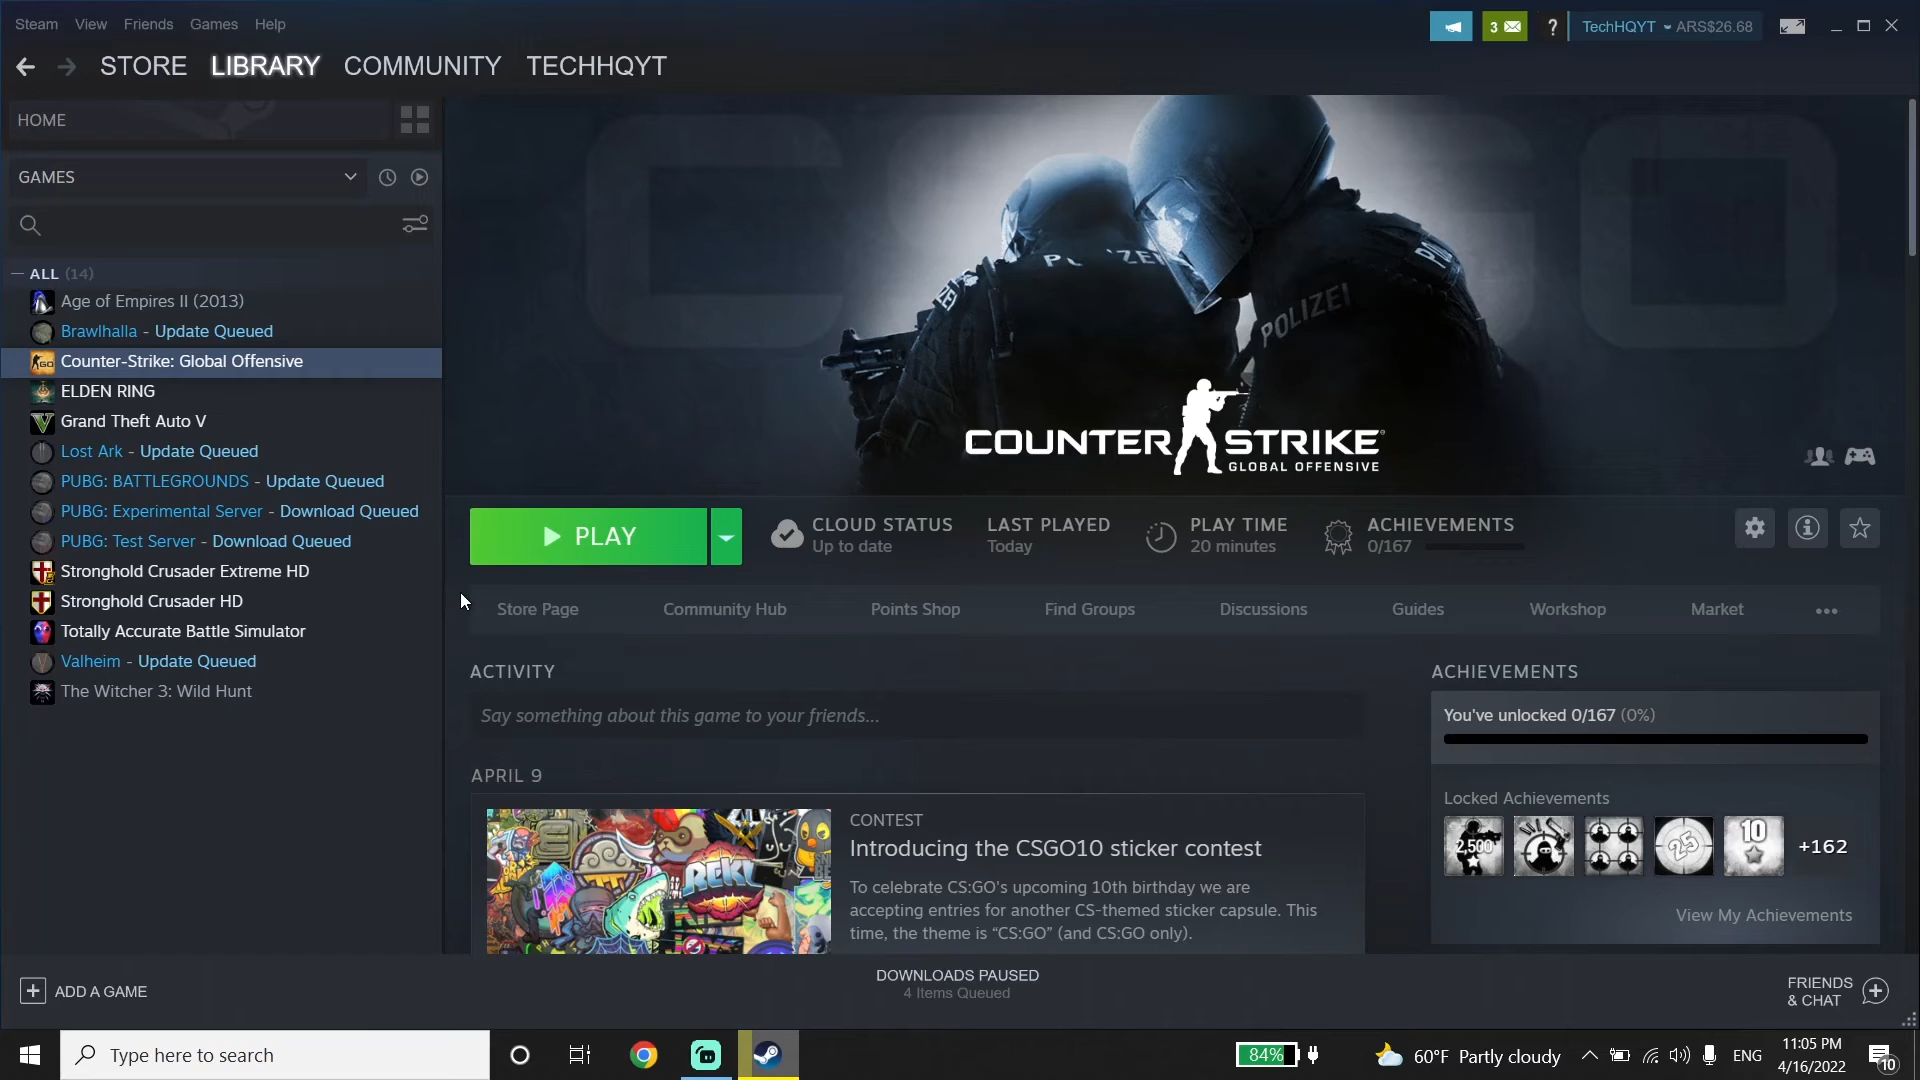 Steam View Friends Games Help
3 ? TechHQYT ARS$26.68
STORE LIBRARY COMMUNITY TECHHQYT
HOME
GAMES
ALL (14)
Age of Empires II (2013)
Brawlhalla - Update Queued
Counter-Strike: Global Offensive
ELDEN RING
Grand Theft Auto V
Lost Ark - Update Queued
PUBG: BATTLEGROUNDS - Update Queued
PUBG: Experimental Server - Download Queued
PUBG: Test Server - Download Queued
Stronghold Crusader Extreme HD
Stronghold Crusader HD
Totally Accurate Battle Simulator
Valheim - Update Queued
The Witcher 3: Wild Hunt
POLIZEI
COUNTER STRIKE
GLOBAL OFFENSIVE
PLAY
CLOUD STATUS
Up to date
LAST PLAYED
Today
PLAY TIME
20 minutes
ACHIEVEMENTS
0/167
Store Page Community Hub Points Shop Find Groups Discussions Guides Workshop Market
ACTIVITY
Say something about this game to your friends...
APRIL 9
CONTEST
Introducing the CSGO10 sticker contest
To celebrate CS:GO's upcoming 10th birthday we are
accepting entries for another CS-themed sticker capsule. This
time, the theme is “CS:GO” (and CS:GO only).
REKT
ACHIEVEMENTS
You've unlocked 0/167 (0%)
Locked Achievements
2,500 25 10 +162
View My Achievements
ADD A GAME
DOWNLOADS PAUSED
4 Items Queued
FRIENDS
& CHAT
Type here to search
84%
60°F Partly cloudy
ENG
11:05 PM
4/16/2022
10